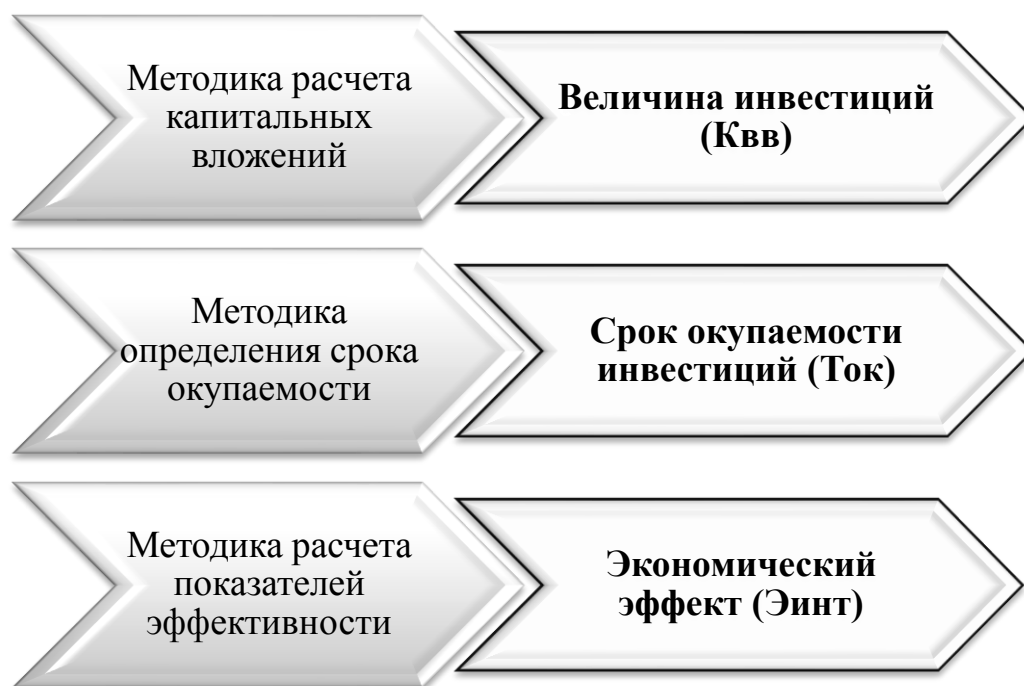 Методика расчета
капитальных
вложений
Величина инвестиций
(Квв)
Методика
определения срока
окупаемости
Срок окупаемости
инвестиций (Ток)
Методика расчета
показателей
эффективности
Экономический
эффект (Эинт)